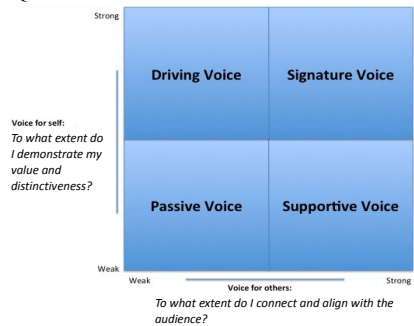 Strong
Driving Voice
Signature Voice
Voice for self:
To what extent do
I demonstrate my
value and
distinctiveness?
Passive Voice
Supportive Voice
Weak
Weak
Strong
Voice for others:
To what extent do I connect and align with the
audience?